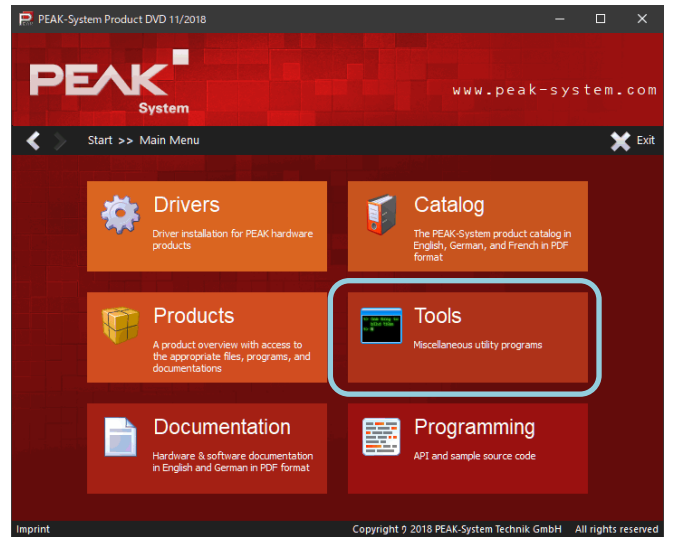 PEAK-System Product DVD 11/2018
PEAK
System
www.peak-system.com
Start >> Main Menu
Exit
Drivers
Driver installation for PEAK hardware
products
Catalog
The PEAK-System product catalog in
English, German, and French in PDF
format
Products
A product overview with access to
the appropriate files, programs, and
documentations
Tools
Miscellaneous utility programs
Documentation
Hardware & software documentation
in English and German in PDF format
Programming
API and sample source code
Imprint
Copyright 2018 PEAK-System Technik GmbH All rights reserved